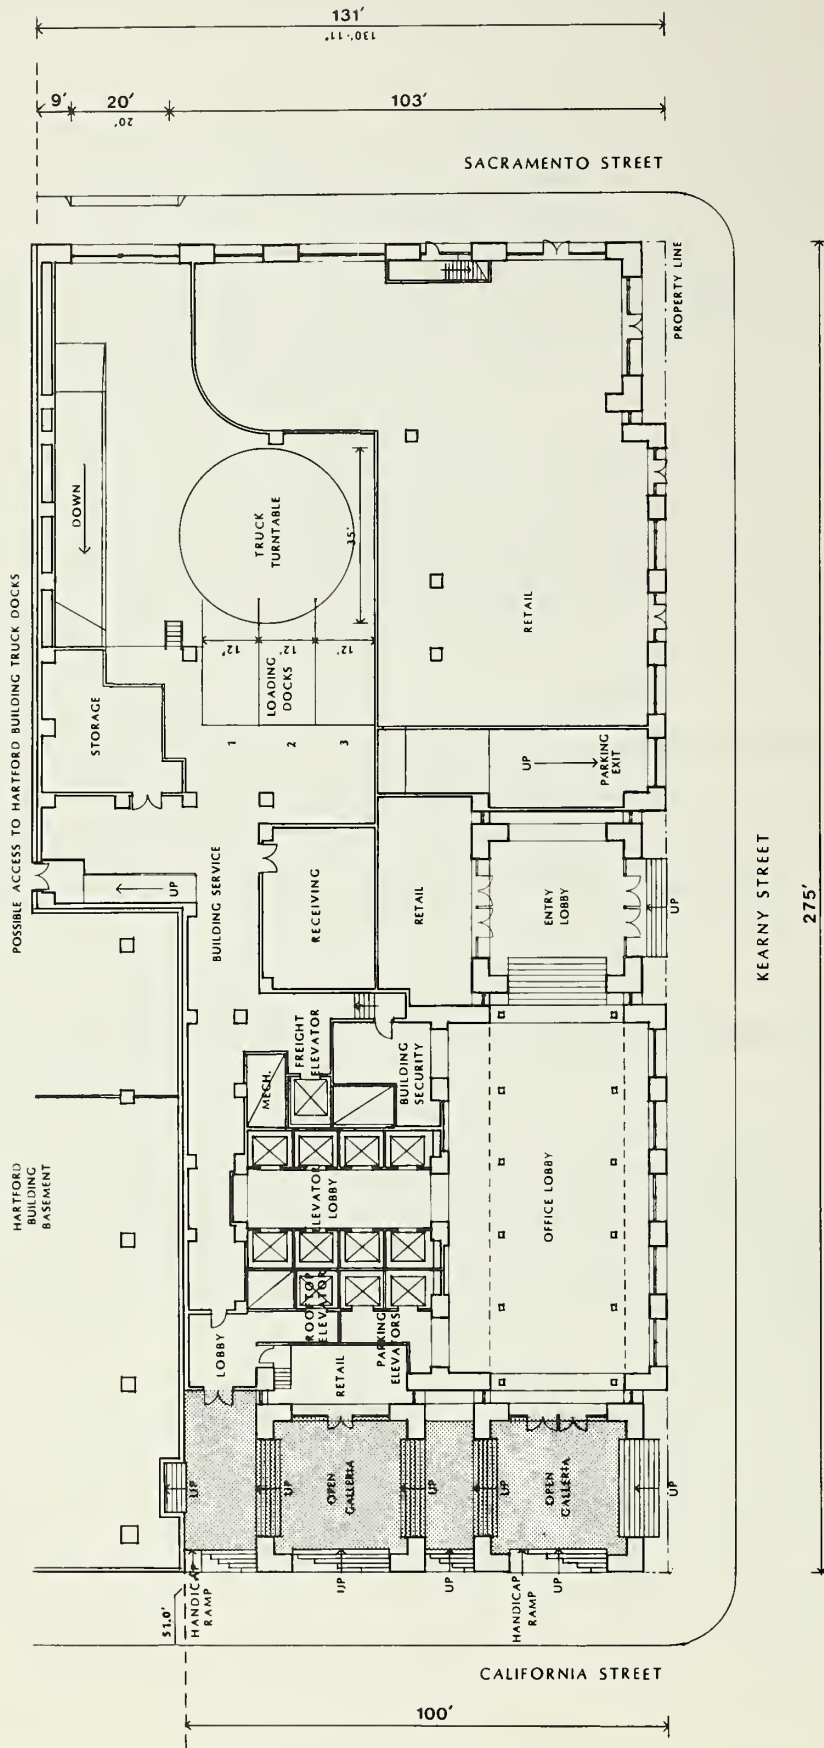 131'
130'-11"
9'
20'
103'
20'
SACRAMENTO STREET
PROPERTY LINE
POSSIBLE ACCESS TO HARTFORD BUILDING TRUCK DOCKS
DOWN
TRUCK
TURNTABLE
35'
12'
12'
12'
LOADING
DOCKS
1
2
3
RETAIL
STORAGE
UP
PARKING
EXIT
UP
BUILDING SERVICE
RECEIVING
RETAIL
ENTRY
LOBBY
UP
KEARNY STREET
275'
FREIGHT
ELEVATOR
MECH.
BUILDING
SECURITY
HARTFORD
BUILDING
BASEMENT
ELEVATOR
LOBBY
OFFICE LOBBY
ROOFTOP
ELEVATOR
PARKING
ELEVATORS
LOBBY
RETAIL
UP
UP
OPEN
GALLERIA
UP
UP
OPEN
GALLERIA
UP
51.0'
HANDICAP
RAMP
UP
UP
HANDICAP
RAMP
UP
CALIFORNIA STREET
100'